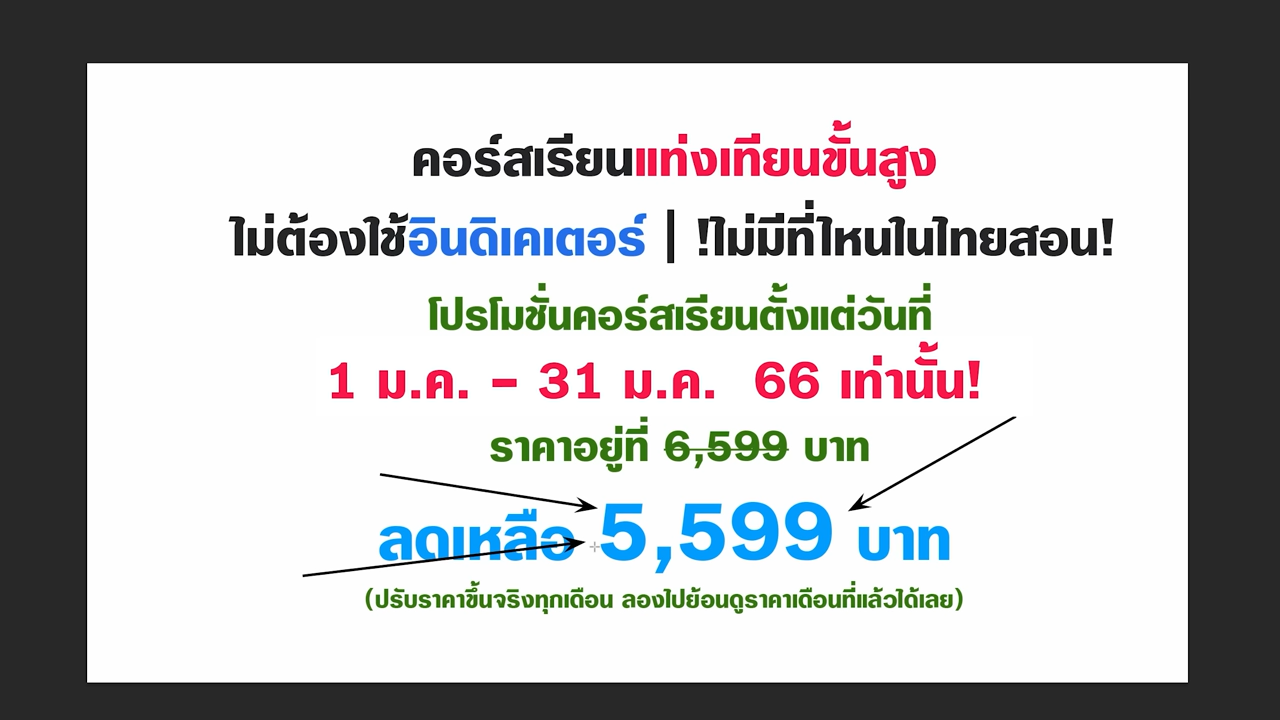 คอร์สเรียนแท่งเทียนขั้นสูง
ไม่ต้องใช้อินดิเคเตอร์ | !ไม่มีที่ไหนในไทยสอน!
โปรโมชั่นคอร์สเรียนตั้งแต่วันที่
1 ม.ค. – 31 ม.ค. 66 เท่านั้น!
ราคาอยู่ที่ 6,599 บาท
ลดเหลือ 5,599 บาท
(ปรับราคาขึ้นจริงทุกเดือน ลองไปย้อนดูราคาเดือนที่แล้วได้เลย)